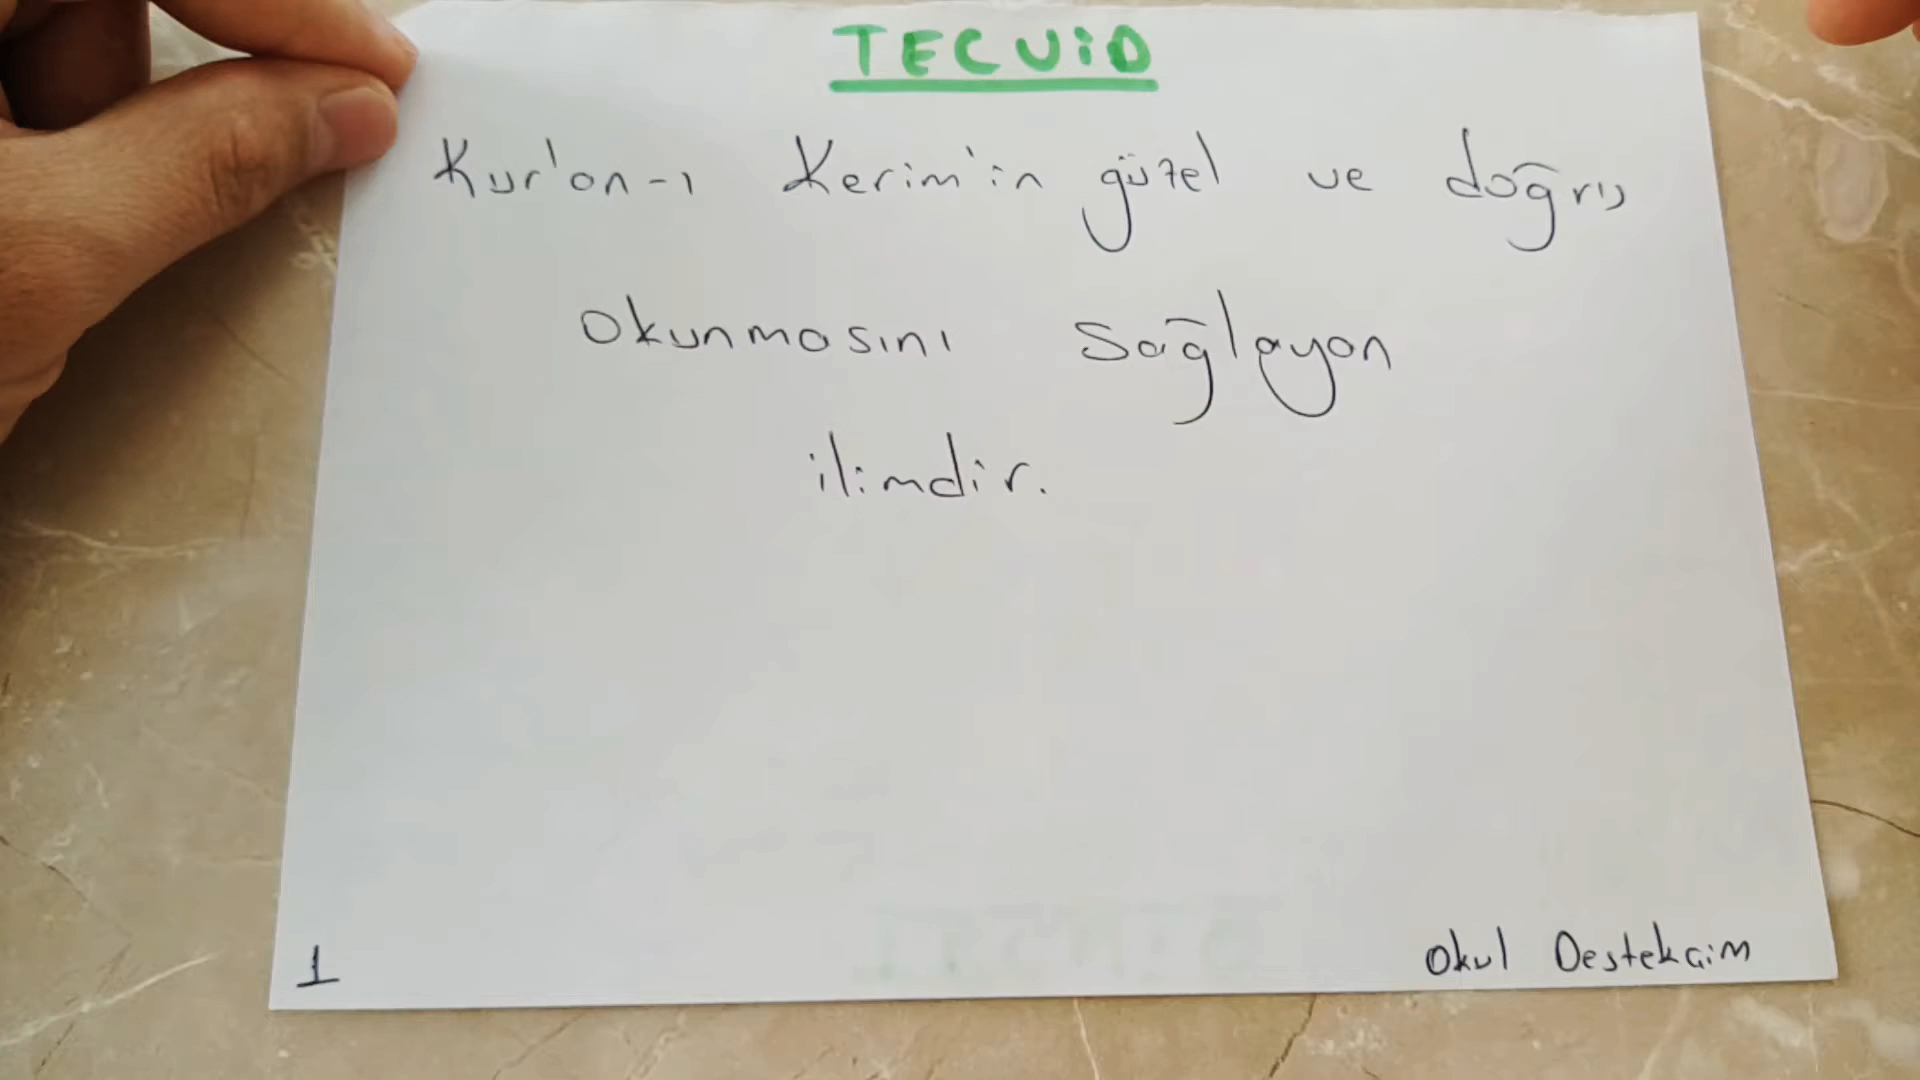 TECVİD
Kur'an-ı Kerim'in güzel ve doğru
okunmasını sağlayan
ilimdir.
1
Okul Destekçim